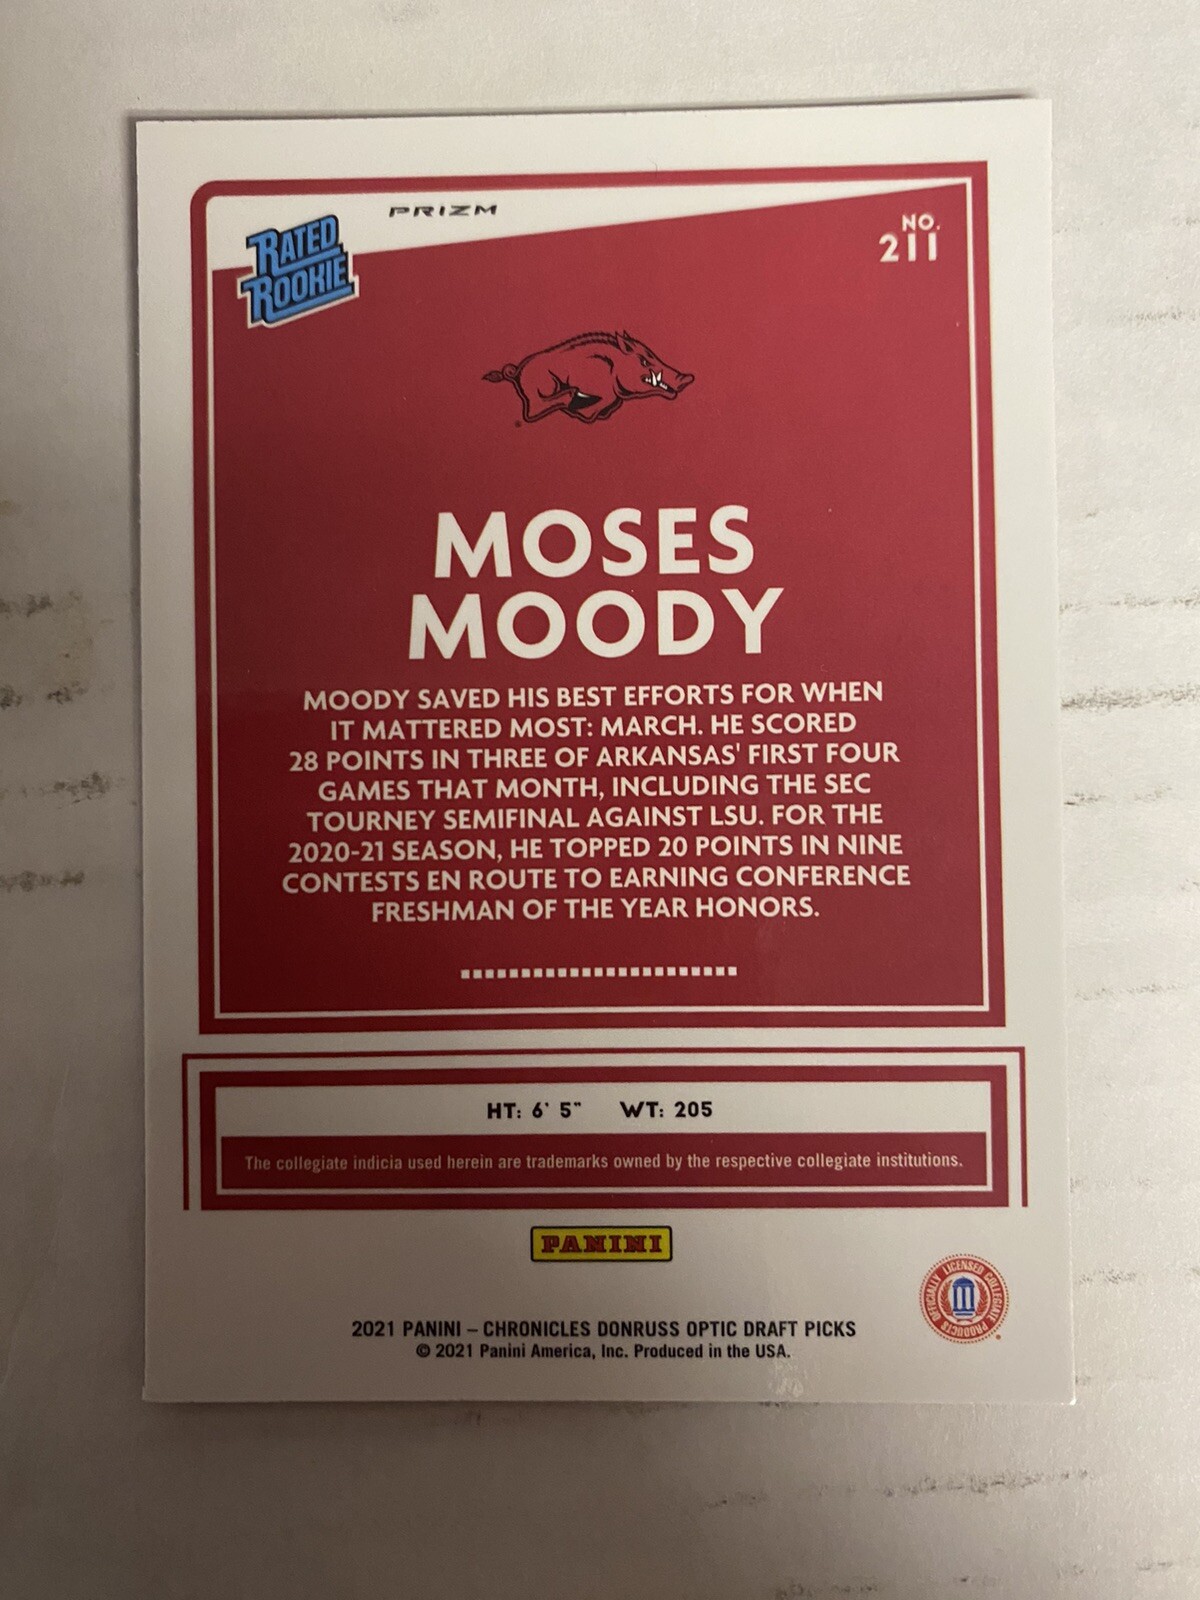 PRIZM
RATED
ROOKIE
NO.
211
MOSES
MOODY
MOODY SAVED HIS BEST EFFORTS FOR WHEN
IT MATTERED MOST: MARCH. HE SCORED
28 POINTS IN THREE OF ARKANSAS' FIRST FOUR
GAMES THAT MONTH, INCLUDING THE SEC
TOURNEY SEMIFINAL AGAINST LSU. FOR THE
2020-21 SEASON, HE TOPPED 20 POINTS IN NINE
CONTESTS EN ROUTE TO EARNING CONFERENCE
FRESHMAN OF THE YEAR HONORS.
HT: 6' 5" WT: 205
The collegiate indicia used herein are trademarks owned by the respective collegiate institutions.
PANINI
OFFICIALLY LICENSED COLLEGIATE PRODUCTS
2021 PANINI – CHRONICLES DONRUSS OPTIC DRAFT PICKS
© 2021 Panini America, Inc. Produced in the USA.